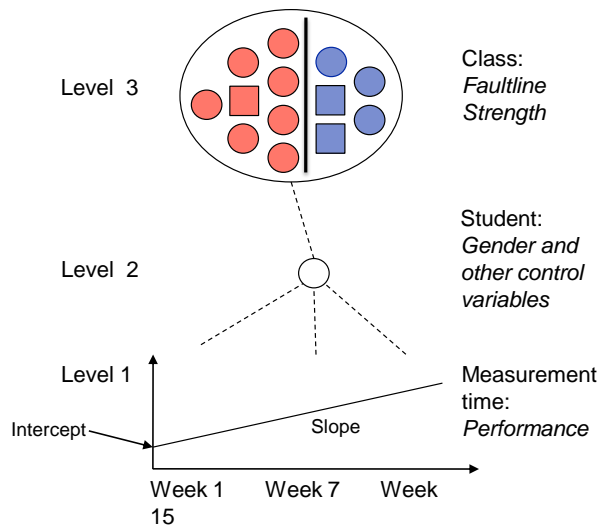 Level 3
Class:
Faultline
Strength
Level 2
Student:
Gender and
other control
variables
Level 1
Measurement
time:
Performance
Intercept
Slope
Week 1 Week 7 Week
15